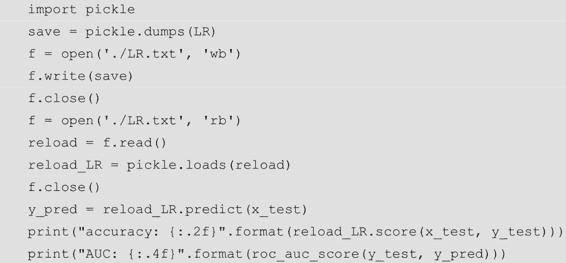 import pickle
save = pickle.dumps(LR)
f = open('./LR.txt', 'wb')
f.write(save)
f.close()
f = open('./LR.txt', 'rb')
reload = f.read()
reload_LR = pickle.loads(reload)
f.close()
y_pred = reload_LR.predict(x_test)
print("accuracy: {:.2f}".format(reload_LR.score(x_test, y_test)))
print("AUC: {:.4f}".format(roc_auc_score(y_test, y_pred)))